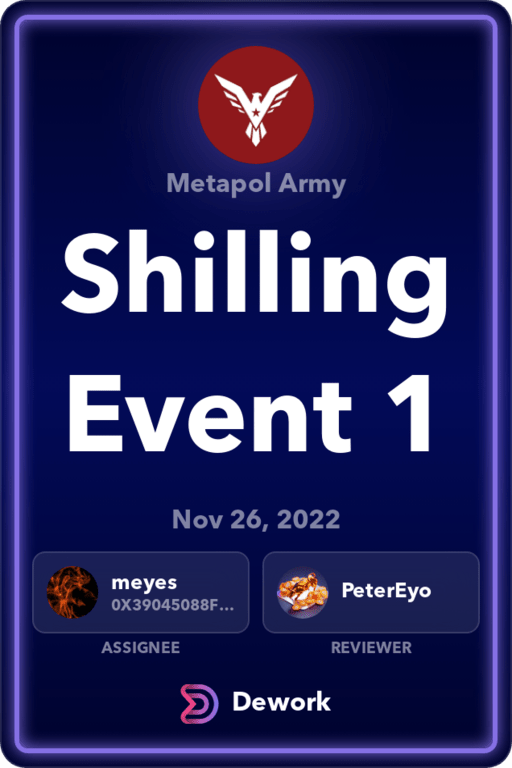 Metapol Army
Shilling
Event 1
Nov 26, 2022
meyes
0X39045088F...
ASSIGNEE
PeterEyo
REVIEWER
Dework